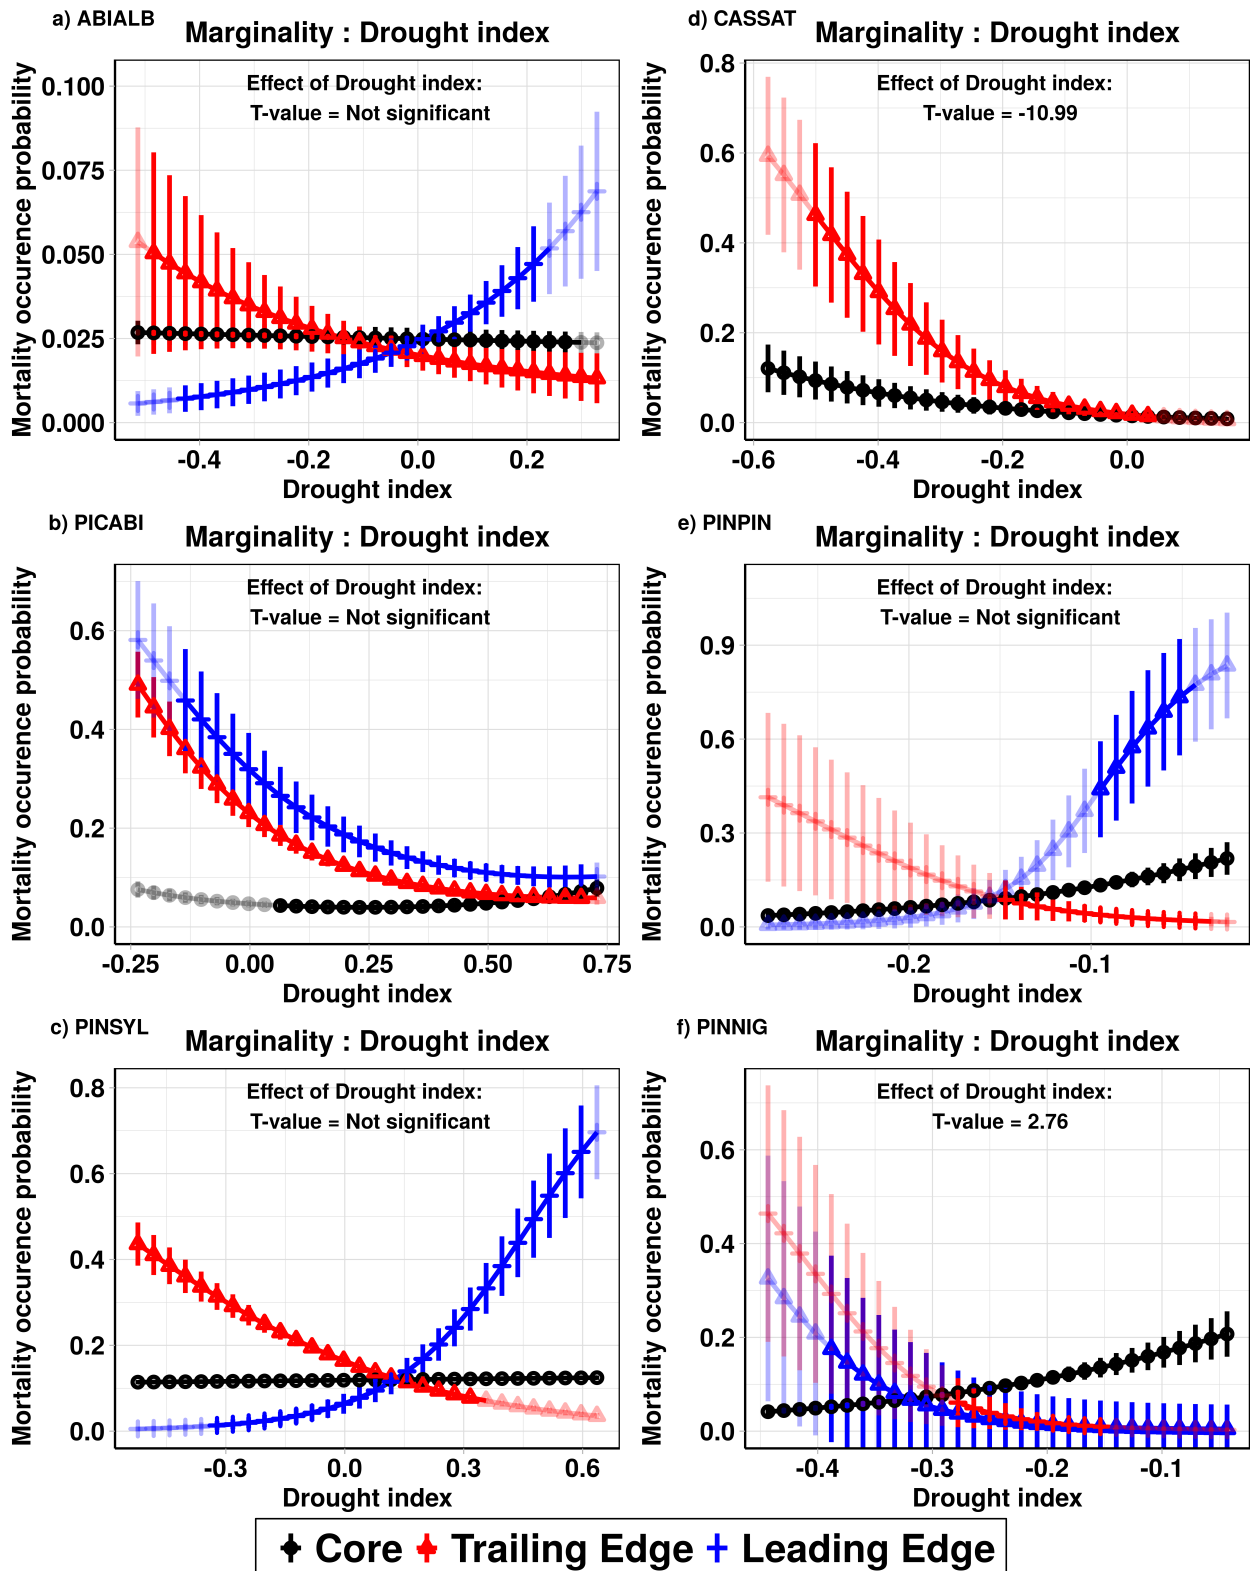 a) ABIALB
Marginality : Drought index
Effect of Drought index:
T-value = Not significant
Mortality occurence probability
0.100
0.075
0.050
0.025
0.000
-0.4 -0.2 0.0 0.2
Drought index
d) CASSAT
Marginality : Drought index
Effect of Drought index:
T-value = -10.99
Mortality occurence probability
0.8
0.6
0.4
0.2
0.0
-0.6 -0.4 -0.2 0.0
Drought index
b) PICABI
Marginality : Drought index
Effect of Drought index:
T-value = Not significant
Mortality occurence probability
0.6
0.4
0.2
0.0
-0.25 0.00 0.25 0.50 0.75
Drought index
e) PINPIN
Marginality : Drought index
Effect of Drought index:
T-value = Not significant
Mortality occurence probability
0.9
0.6
0.3
0.0
-0.2 -0.1
Drought index
c) PINSYL
Marginality : Drought index
Effect of Drought index:
T-value = Not significant
Mortality occurence probability
0.8
0.6
0.4
0.2
0.0
-0.3 0.0 0.3 0.6
Drought index
f) PINNIG
Marginality : Drought index
Effect of Drought index:
T-value = 2.76
Mortality occurence probability
0.6
0.4
0.2
0.0
-0.4 -0.3 -0.2 -0.1
Drought index
Core Trailing Edge Leading Edge